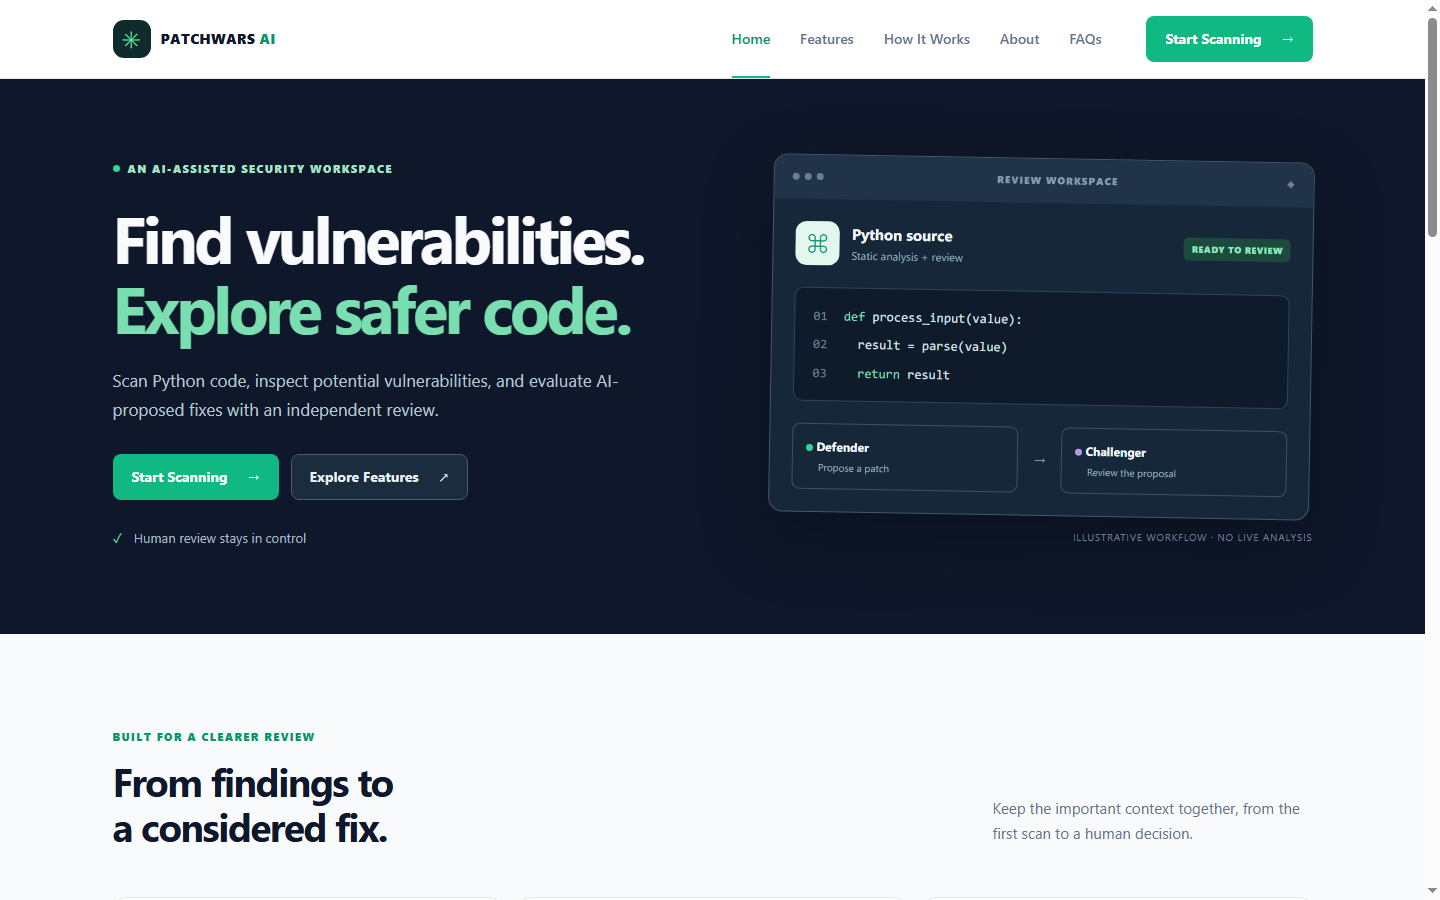 PATCHWARS AI
Home Features How It Works About FAQs Start Scanning →
AN AI-ASSISTED SECURITY WORKSPACE
Find vulnerabilities.
Explore safer code.
Scan Python code, inspect potential vulnerabilities, and evaluate AI-
proposed fixes with an independent review.
Start Scanning →
Explore Features ↗
✓ Human review stays in control
REVIEW WORKSPACE
Python source
Static analysis + review
READY TO REVIEW
01 def process_input(value):
02 result = parse(value)
03 return result
Defender
Propose a patch
→
Challenger
Review the proposal
ILLUSTRATIVE WORKFLOW · NO LIVE ANALYSIS
BUILT FOR A CLEARER REVIEW
From findings to
a considered fix.
Keep the important context together, from the
first scan to a human decision.